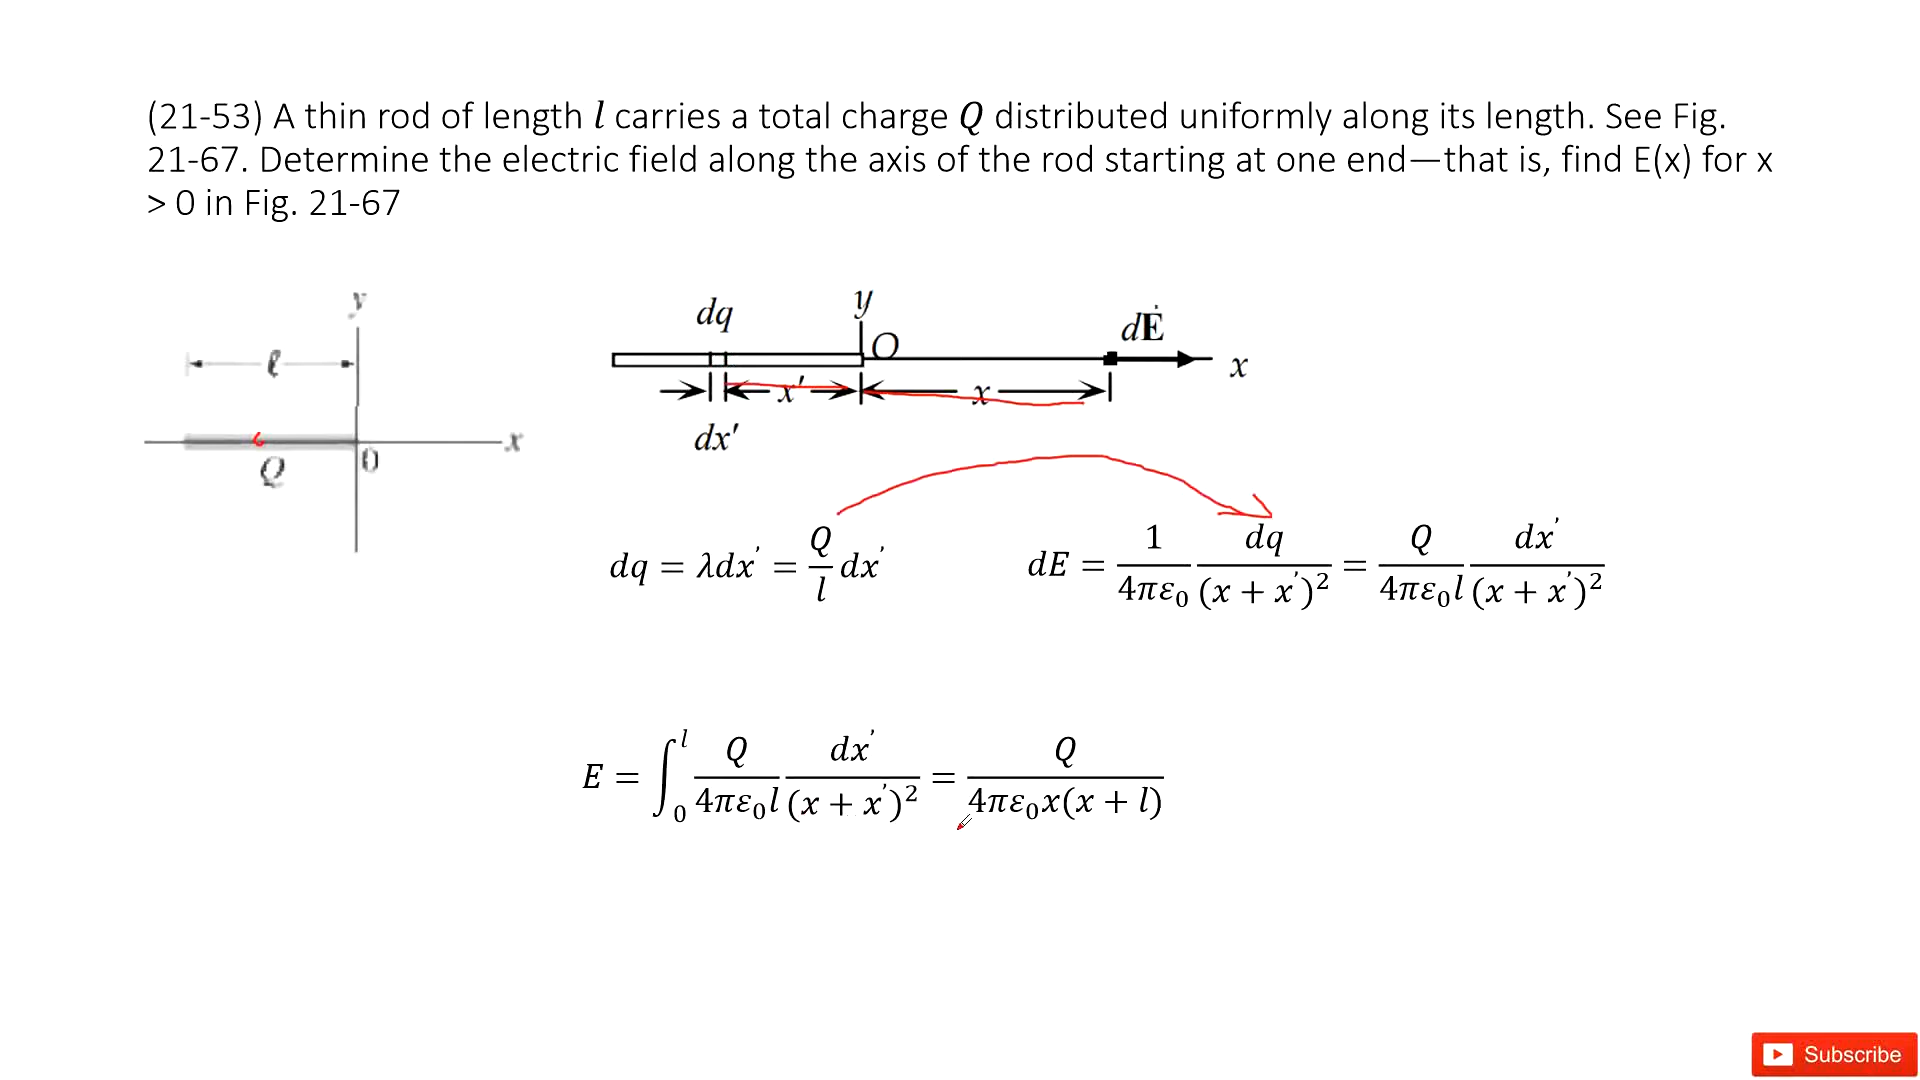 (21-53) A thin rod of length l carries a total charge Q distributed uniformly along its length. See Fig.
21-67. Determine the electric field along the axis of the rod starting at one end—that is, find E(x) for x
> 0 in Fig. 21-67
y
ℓ
x
0
Q
dq
y
O
dĖ
x
x'
x
dx'
dq = λdx' = Q/l dx'
dE = 1/4πε₀ dq/(x + x')² = Q/4πε₀l dx'/(x + x')²
E = ∫₀ˡ Q/4πε₀l dx'/(x + x')² = Q/4πε₀x(x + l)
Subscribe